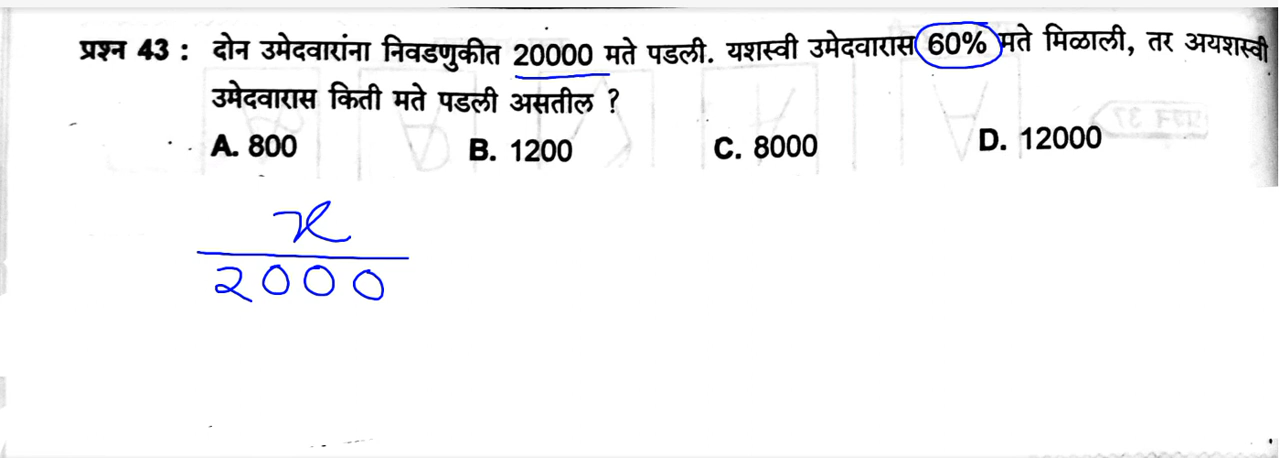 प्रश्न 43 : दोन उमेदवारांना निवडणुकीत 20000 मते पडली. यशस्वी उमेदवारास 60% मते मिळाली, तर अयशस्वी
उमेदवारास किती मते पडली असतील ?
A. 800 B. 1200 C. 8000 D. 12000
x
2000